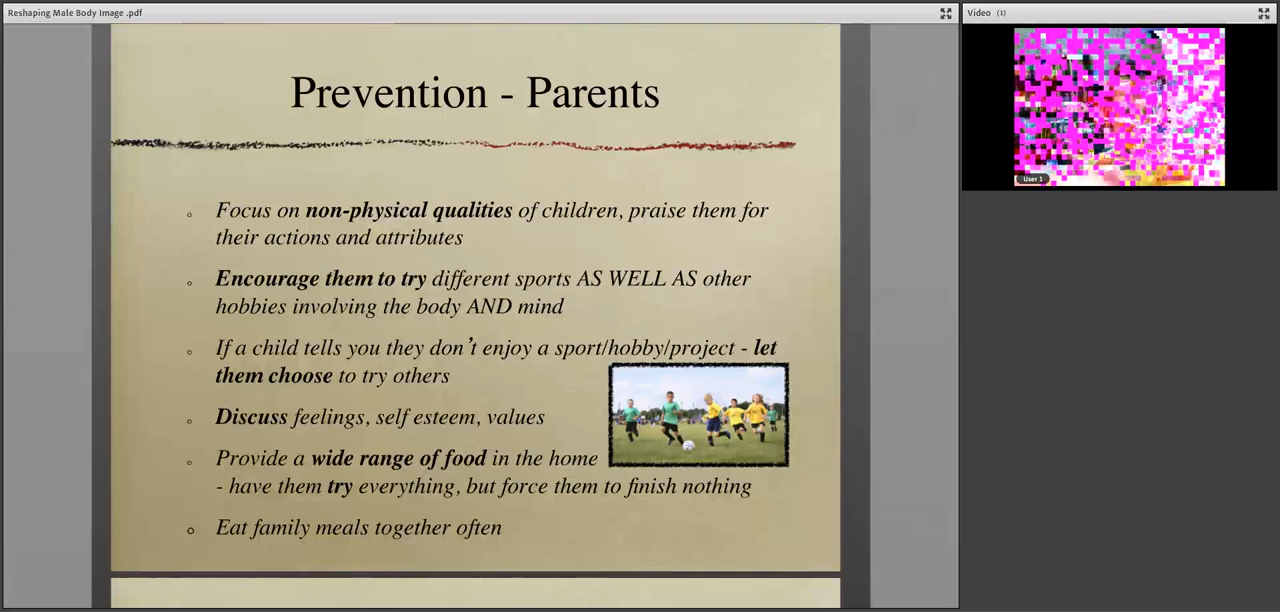 Reshaping Male Body Image .pdf
Video (1)
User 1
Prevention - Parents
Focus on non-physical qualities of children, praise them for
their actions and attributes
Encourage them to try different sports AS WELL AS other
hobbies involving the body AND mind
If a child tells you they don't enjoy a sport/hobby/project - let
them choose to try others
Discuss feelings, self esteem, values
Provide a wide range of food in the home
- have them try everything, but force them to finish nothing
Eat family meals together often